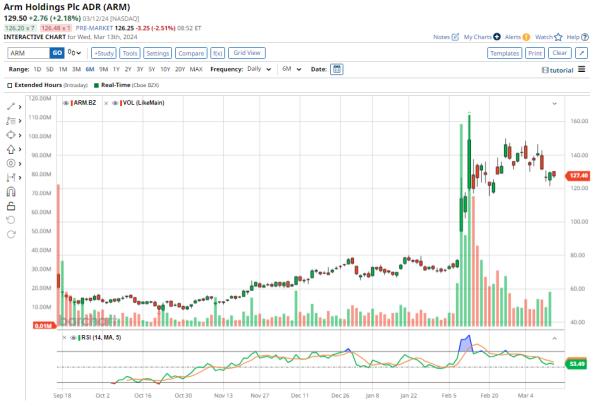 Arm Holdings Plc ADR (ARM)
129.50 +2.76 (+2.18%) 03/12/24 [NASDAQ]
126.20 x 7 126.48 x 1 PRE-MARKET 126.25 -3.25 (-2.51%) 08:52 ET
INTERACTIVE CHART for Wed, Mar 13th, 2024
Notes My Charts Alerts Watch Help
ARM GO +Study Tools Settings Compare f(x) Grid View Templates Print Clear
Range: 1D 5D 1M 3M 6M 9M 1Y 2Y 3Y 5Y 10Y 20Y MAX Frequency: Daily 6M Date: tutorial
Extended Hours (Intraday) Real-Time (Cboe BZX)
ARM.BZ VOL (LikeMain)
120.00M
110.00M
100.00M
90.00M
80.00M
70.00M
60.00M
50.00M
40.00M
30.00M
20.00M
10.00M
0.01M
160.00
140.00
127.40
120.00
100.00
80.00
60.00
40.00
barchart
RSI (14, MA, 5)
53.49
Sep 18 Oct 2 Oct 16 Oct 30 Nov 13 Nov 27 Dec 11 Dec 26 Jan 8 Jan 22 Feb 5 Feb 20 Mar 4